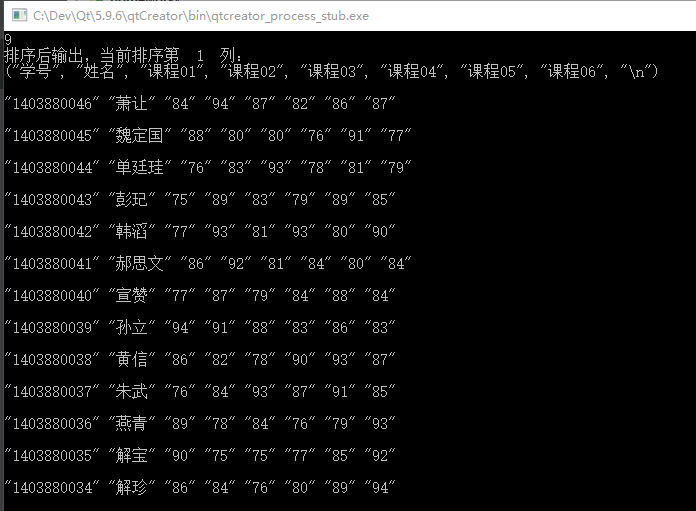 C:\Dev\Qt\5.9.6\qtCreator\bin\qtcreator_process_stub.exe
9
排序后输出，当前排序第  1  列：
("学号", "姓名", "课程01", "课程02", "课程03", "课程04", "课程05", "课程06", "\n")
"1403880046" "萧让" "84" "94" "87" "82" "86" "87"
"1403880045" "魏定国" "88" "80" "80" "76" "91" "77"
"1403880044" "单廷珪" "76" "83" "93" "78" "81" "79"
"1403880043" "彭玘" "75" "89" "83" "79" "89" "85"
"1403880042" "韩滔" "77" "93" "81" "93" "80" "90"
"1403880041" "郝思文" "86" "92" "81" "84" "80" "84"
"1403880040" "宣赞" "77" "87" "79" "84" "88" "84"
"1403880039" "孙立" "94" "91" "88" "83" "86" "83"
"1403880038" "黄信" "86" "82" "78" "90" "93" "87"
"1403880037" "朱武" "76" "84" "93" "87" "91" "85"
"1403880036" "燕青" "89" "78" "84" "76" "79" "93"
"1403880035" "解宝" "90" "75" "75" "77" "85" "92"
"1403880034" "解珍" "86" "84" "76" "80" "89" "94"